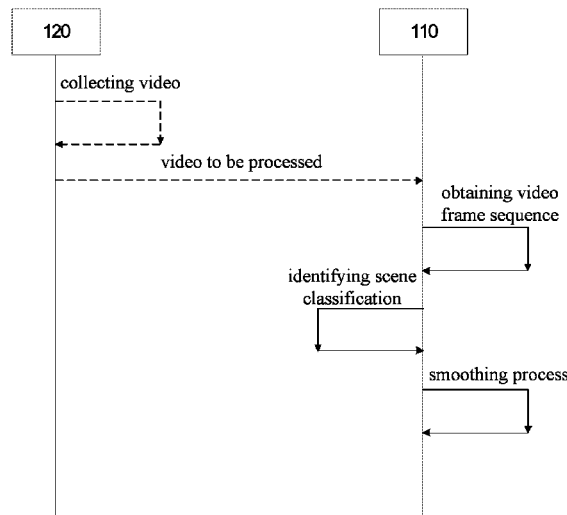 120
110
collecting video
video to be processed
obtaining video
frame sequence
identifying scene
classification
smoothing process